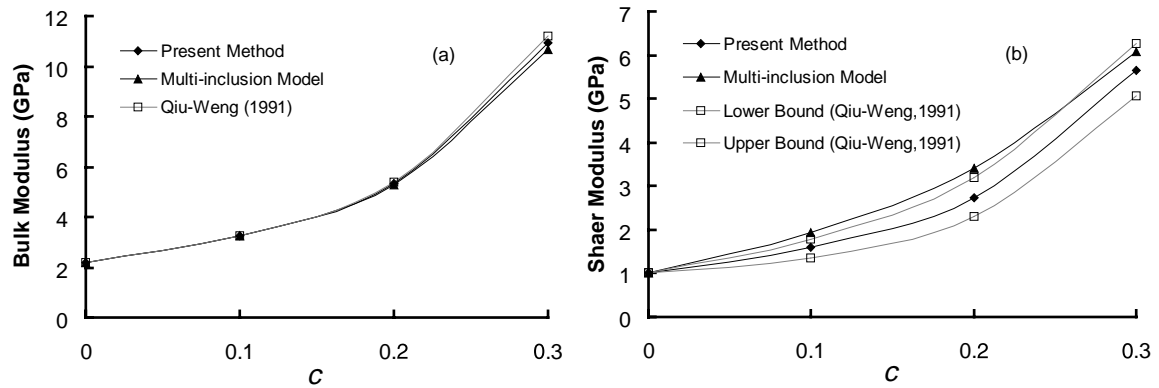 12
10
8
6
4
2
0
Bulk Modulus (GPa)
Present Method
Multi-inclusion Model
Qiu-Weng (1991)
(a)
0 0.1 0.2 0.3
c
7
6
5
4
3
2
1
0
Shaer Modulus (GPa)
Present Method
Multi-inclusion Model
Lower Bound (Qiu-Weng,1991)
Upper Bound (Qiu-Weng,1991)
(b)
0 0.1 0.2 0.3
c